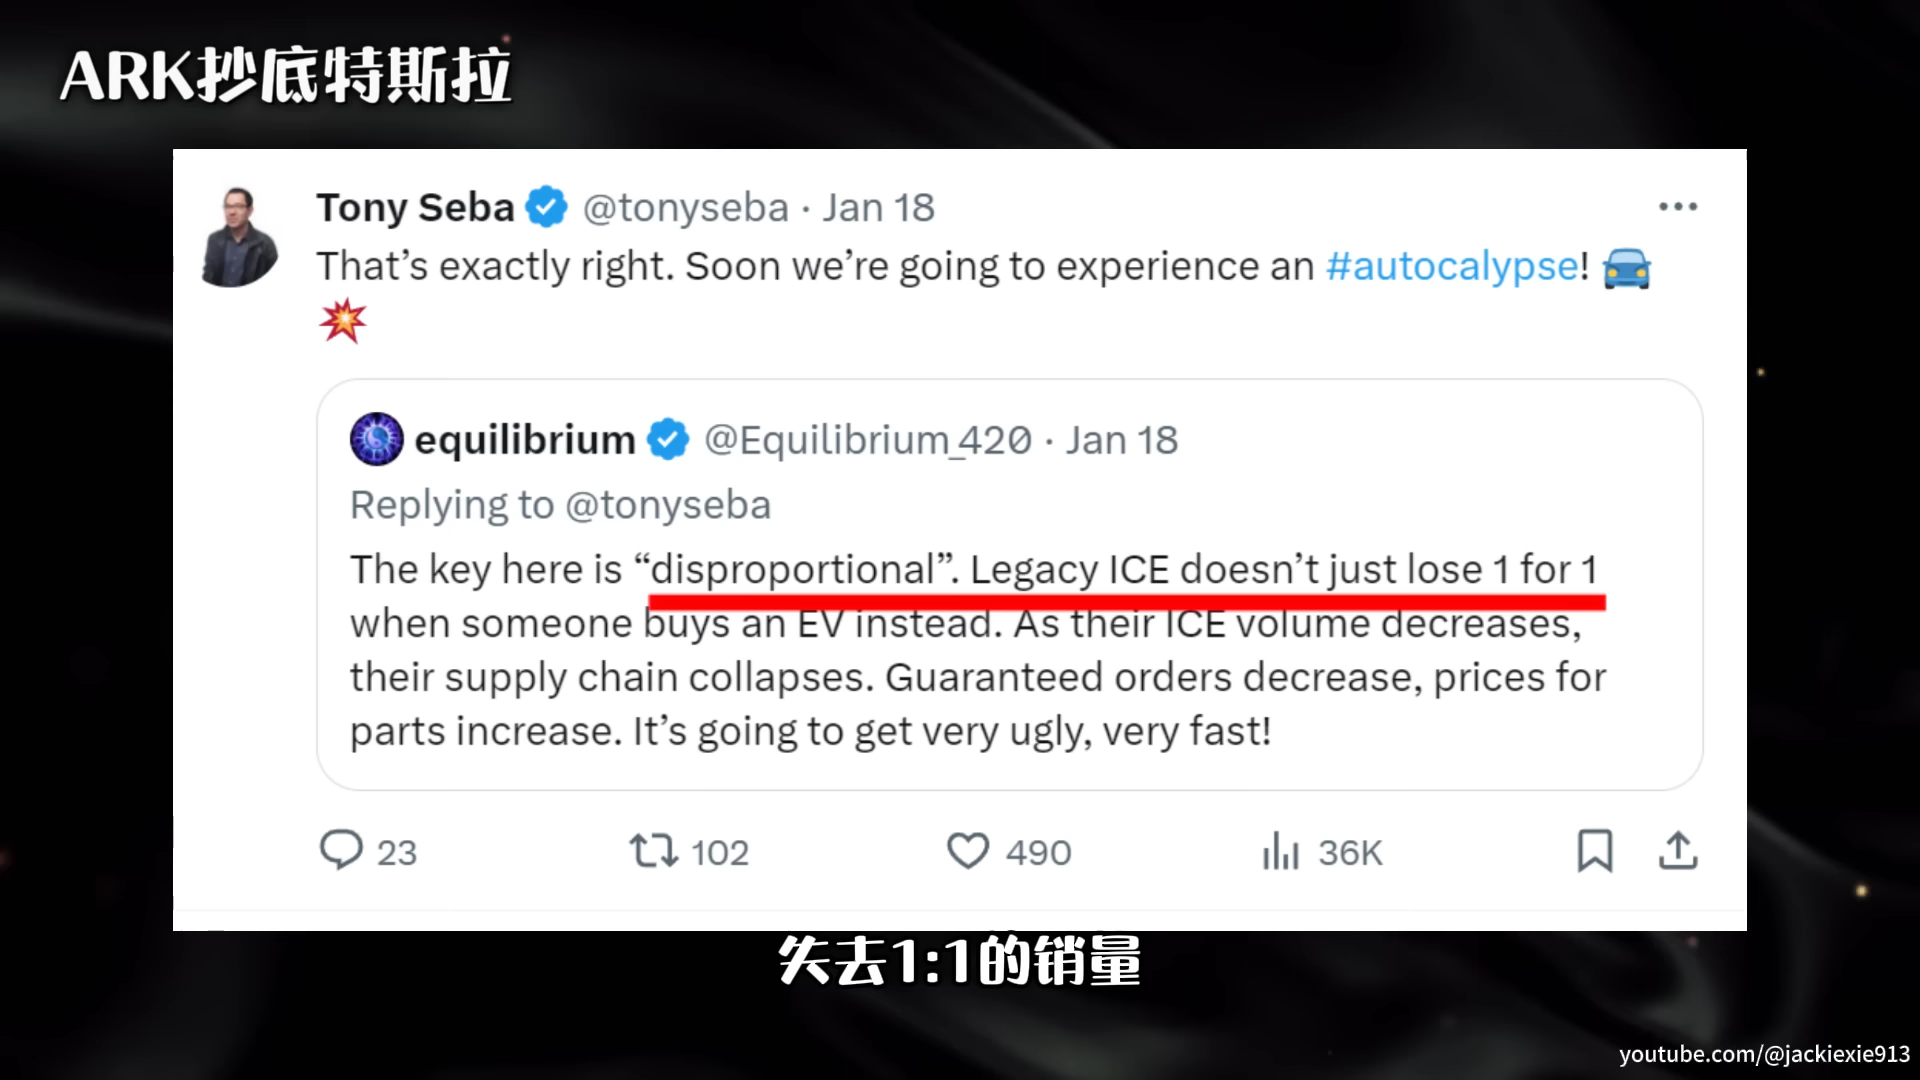 ARK抄底特斯拉
Tony Seba @tonyseba · Jan 18
That’s exactly right. Soon we’re going to experience an #autocalypse! 🚘
💥
equilibrium @Equilibrium_420 · Jan 18
Replying to @tonyseba
The key here is “disproportional”. Legacy ICE doesn’t just lose 1 for 1
when someone buys an EV instead. As their ICE volume decreases,
their supply chain collapses. Guaranteed orders decrease, prices for
parts increase. It’s going to get very ugly, very fast!
23 102 490 36K
失去1:1的销量
youtube.com/@jackiexie913